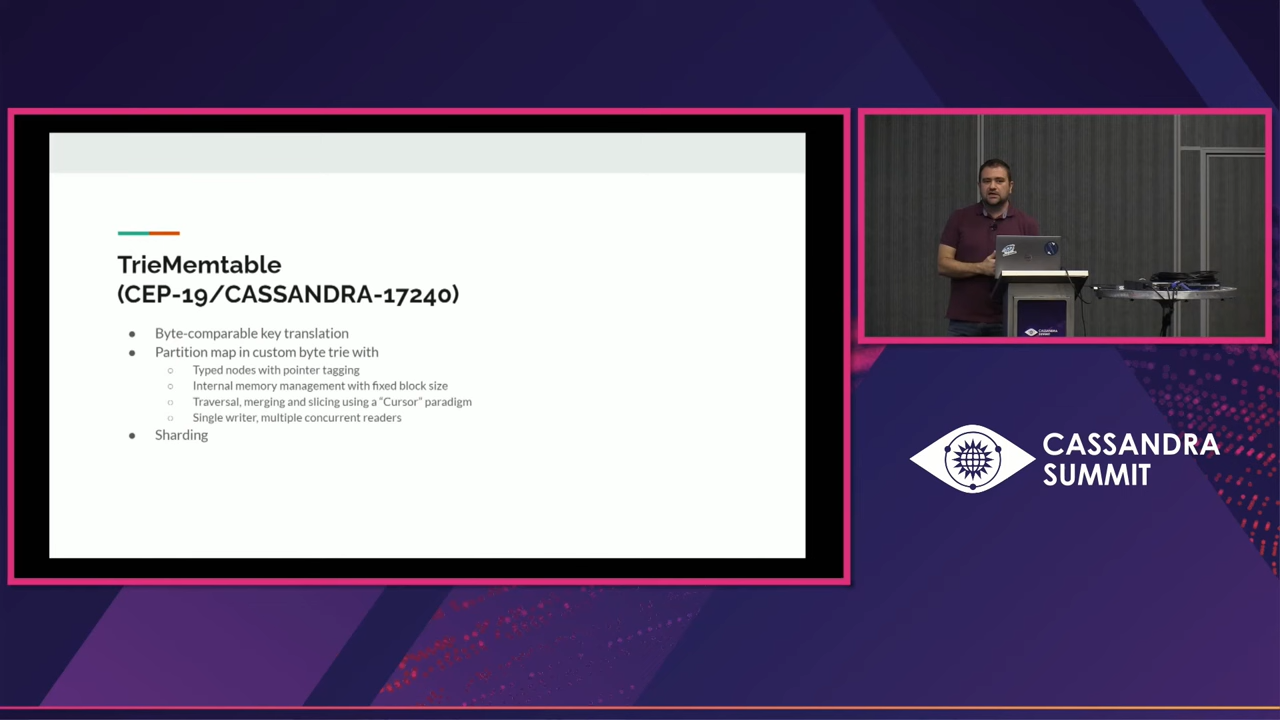 TrieMemtable
(CEP-19/CASSANDRA-17240)
● Byte-comparable key translation
● Partition map in custom byte trie with
○ Typed nodes with pointer tagging
○ Internal memory management with fixed block size
○ Traversal, merging and slicing using a “Cursor” paradigm
○ Single writer, multiple concurrent readers
● Sharding
CASSANDRA
SUMMIT
CASSANDRA
SUMMIT